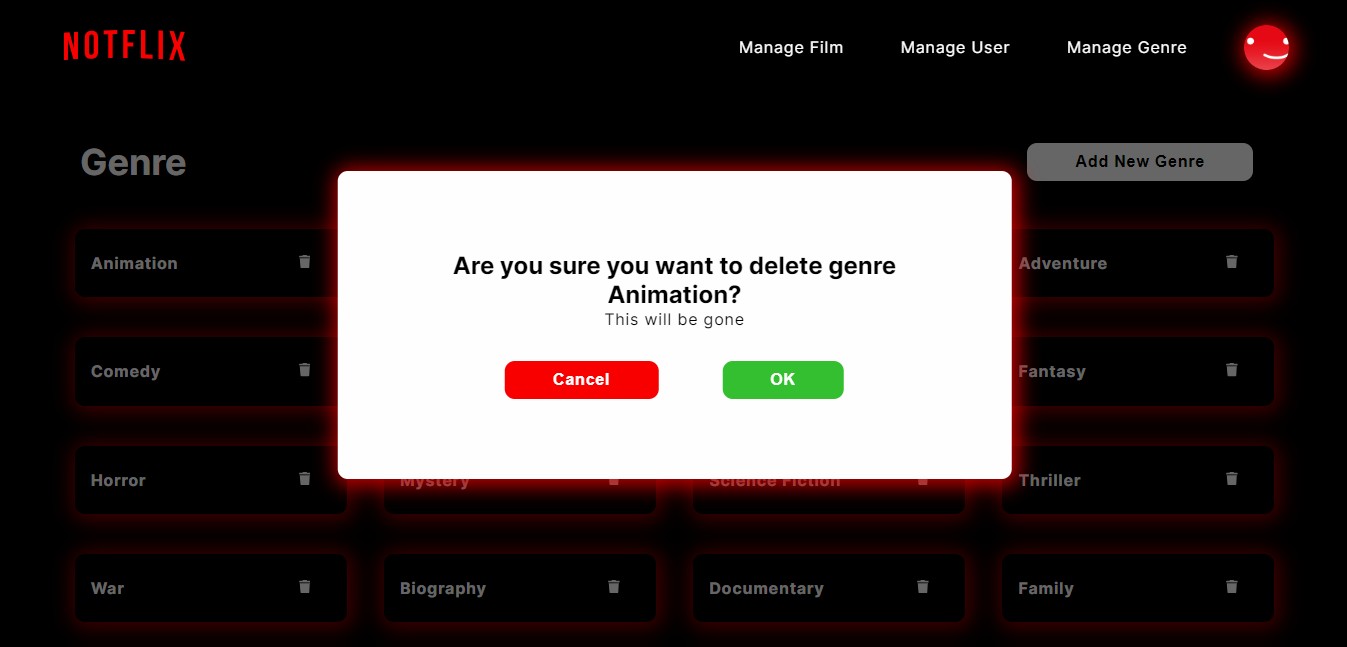 NOTFLIX
Manage Film
Manage User
Manage Genre
Genre
Add New Genre
Are you sure you want to delete genre
Animation?
This will be gone
Cancel
OK
Animation
Adventure
Comedy
Fantasy
Horror
Mystery
Science Fiction
Thriller
War
Biography
Documentary
Family